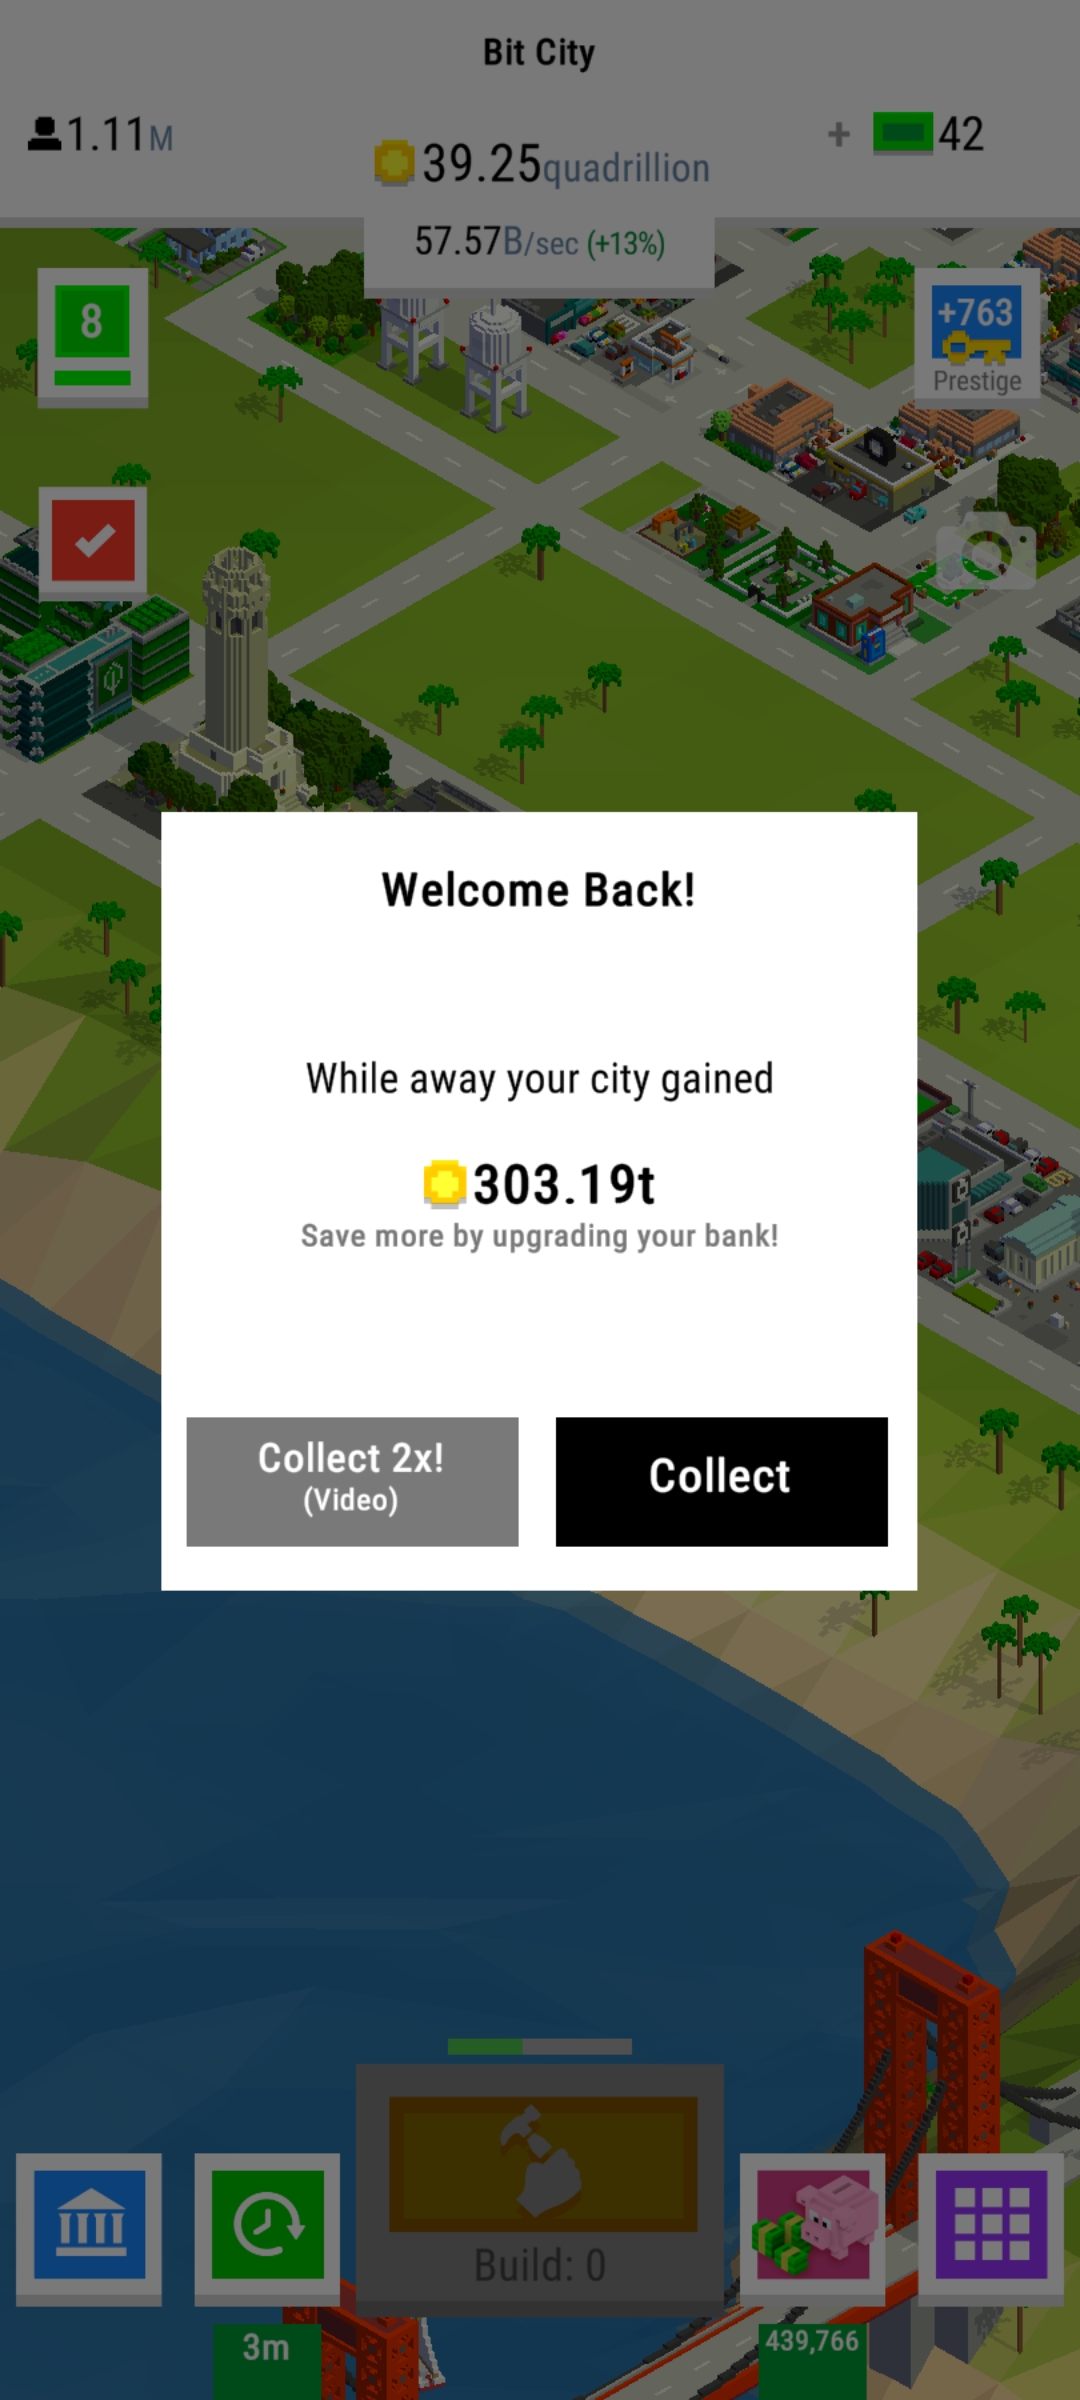 Bit City
1.11M
39.25quadrillion
+ 42
57.57B/sec (+13%)
8
+763
Prestige
Welcome Back!
While away your city gained
303.19t
Save more by upgrading your bank!
Collect 2x!
(Video)
Collect
Build: 0
3m
439,766